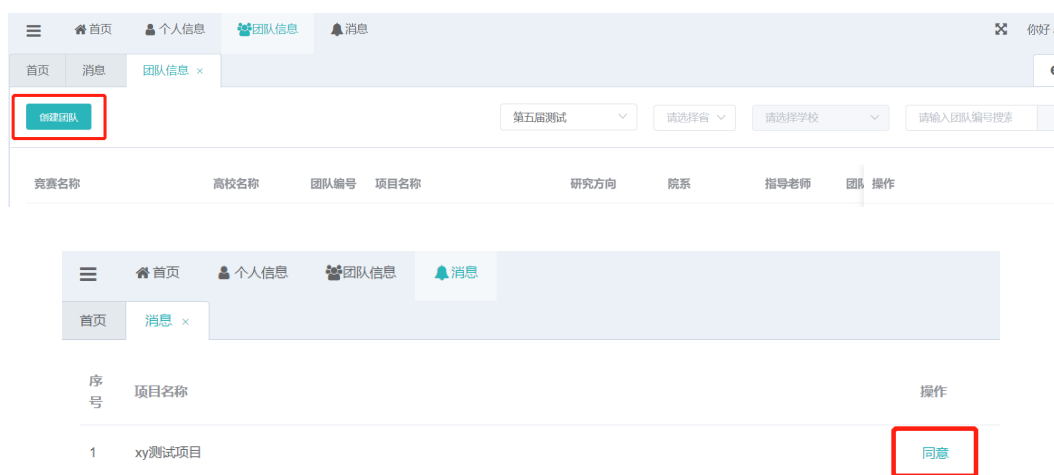 首页 个人信息 团队信息 消息 你好
首页 消息 团队信息 ×
创建团队 第五届测试 请选择省 请选择学校 请输入团队编号搜索
竞赛名称 高校名称 团队编号 项目名称 研究方向 院系 指导老师 团队 操作
首页 个人信息 团队信息 消息
首页 消息 ×
序号 项目名称 操作
1 xy测试项目 同意